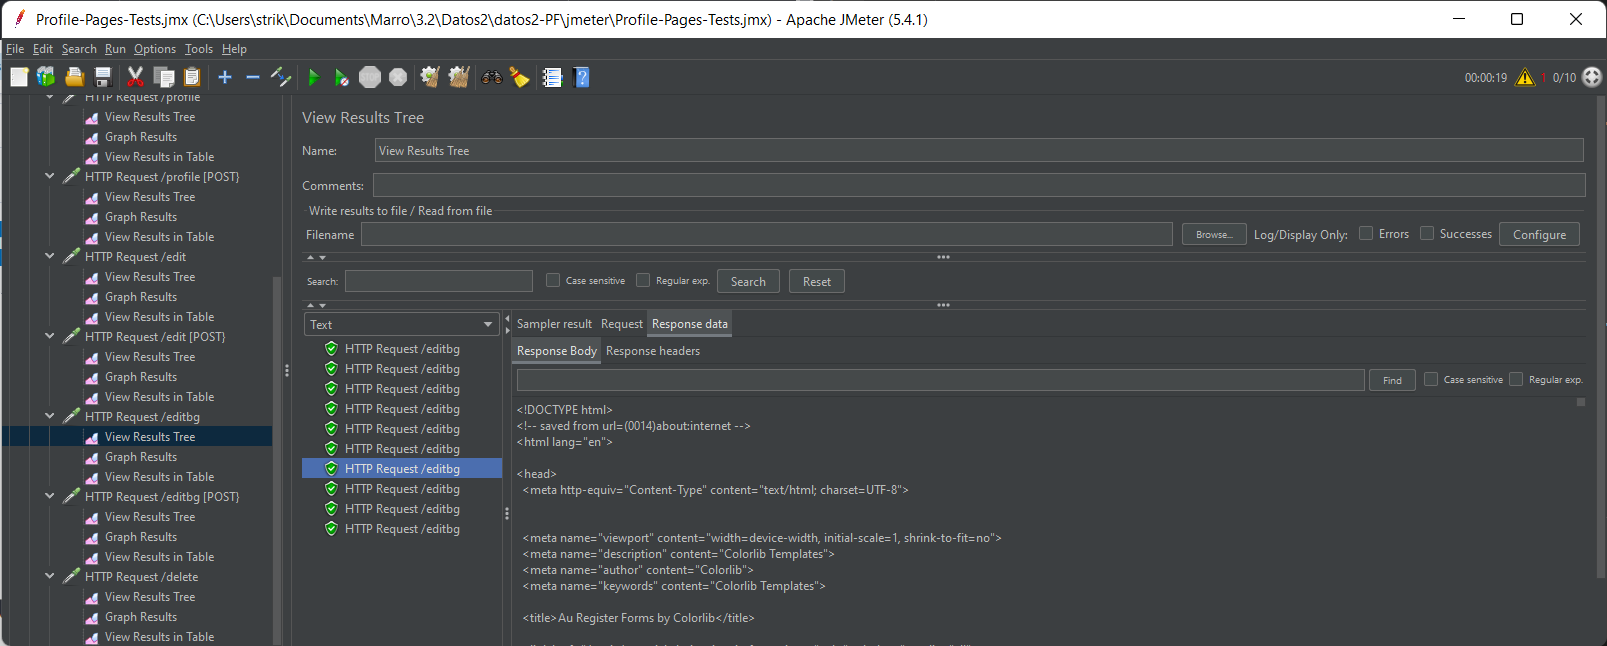 Profile-Pages-Tests.jmx (C:\Users\strik\Documents\Marro\3.2\Datos2\datos2-PF\jmeter\Profile-Pages-Tests.jmx) - Apache JMeter (5.4.1)
File Edit Search Run Options Tools Help
STOP
00:00:19 1 0/10
HTTP Request /profile
View Results Tree
Graph Results
View Results in Table
HTTP Request /profile [POST}
View Results Tree
Graph Results
View Results in Table
HTTP Request /edit
View Results Tree
Graph Results
View Results in Table
HTTP Request /edit [POST}
View Results Tree
Graph Results
View Results in Table
HTTP Request /editbg
View Results Tree
Graph Results
View Results in Table
HTTP Request /editbg [POST}
View Results Tree
Graph Results
View Results in Table
HTTP Request /delete
View Results Tree
Graph Results
View Results in Table
View Results Tree
Name: View Results Tree
Comments:
Write results to file / Read from file
Filename Browse... Log/Display Only: Errors Successes Configure
Search: Case sensitive Regular exp. Search Reset
Text
HTTP Request /editbg
HTTP Request /editbg
HTTP Request /editbg
HTTP Request /editbg
HTTP Request /editbg
HTTP Request /editbg
HTTP Request /editbg
HTTP Request /editbg
HTTP Request /editbg
HTTP Request /editbg
Sampler result Request Response data
Response Body Response headers
Find Case sensitive Regular exp.
<!DOCTYPE html>
<!-- saved from url=(0014)about:internet -->
<html lang="en">
<head>
<meta http-equiv="Content-Type" content="text/html; charset=UTF-8">
<meta name="viewport" content="width=device-width, initial-scale=1, shrink-to-fit=no">
<meta name="description" content="Colorlib Templates">
<meta name="author" content="Colorlib">
<meta name="keywords" content="Colorlib Templates">
<title>Au Register Forms by Colorlib</title>